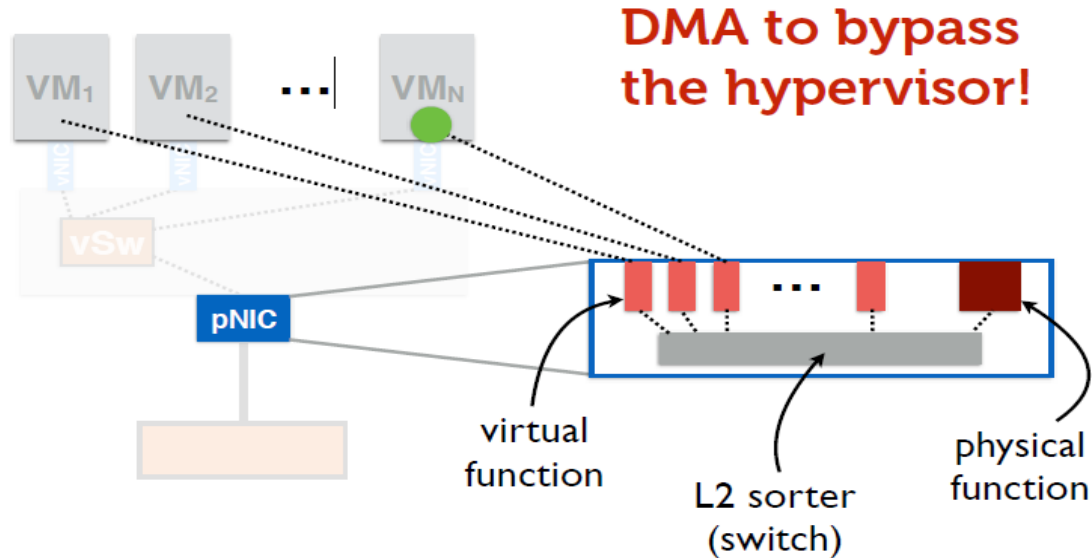 DMA to bypass
the hypervisor!
VM₁ VM₂ ... VMN
vNIC vNIC vNIC
vSw
pNIC
...
virtual
function
L2 sorter
(switch)
physical
function